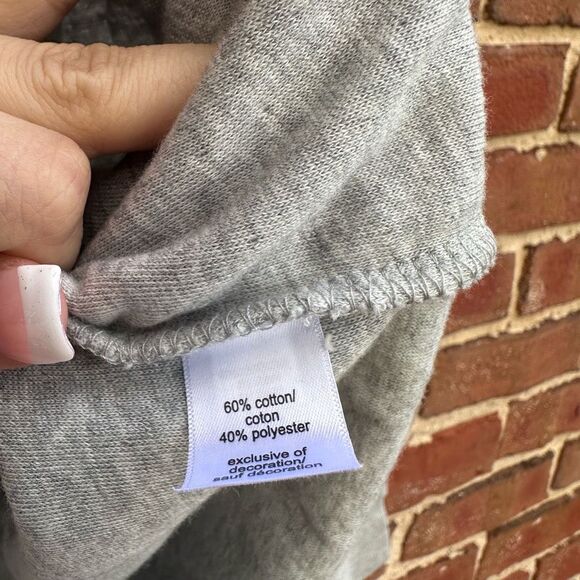 60% cotton/
coton
40% polyester
exclusive of
decoration/
sauf décoration